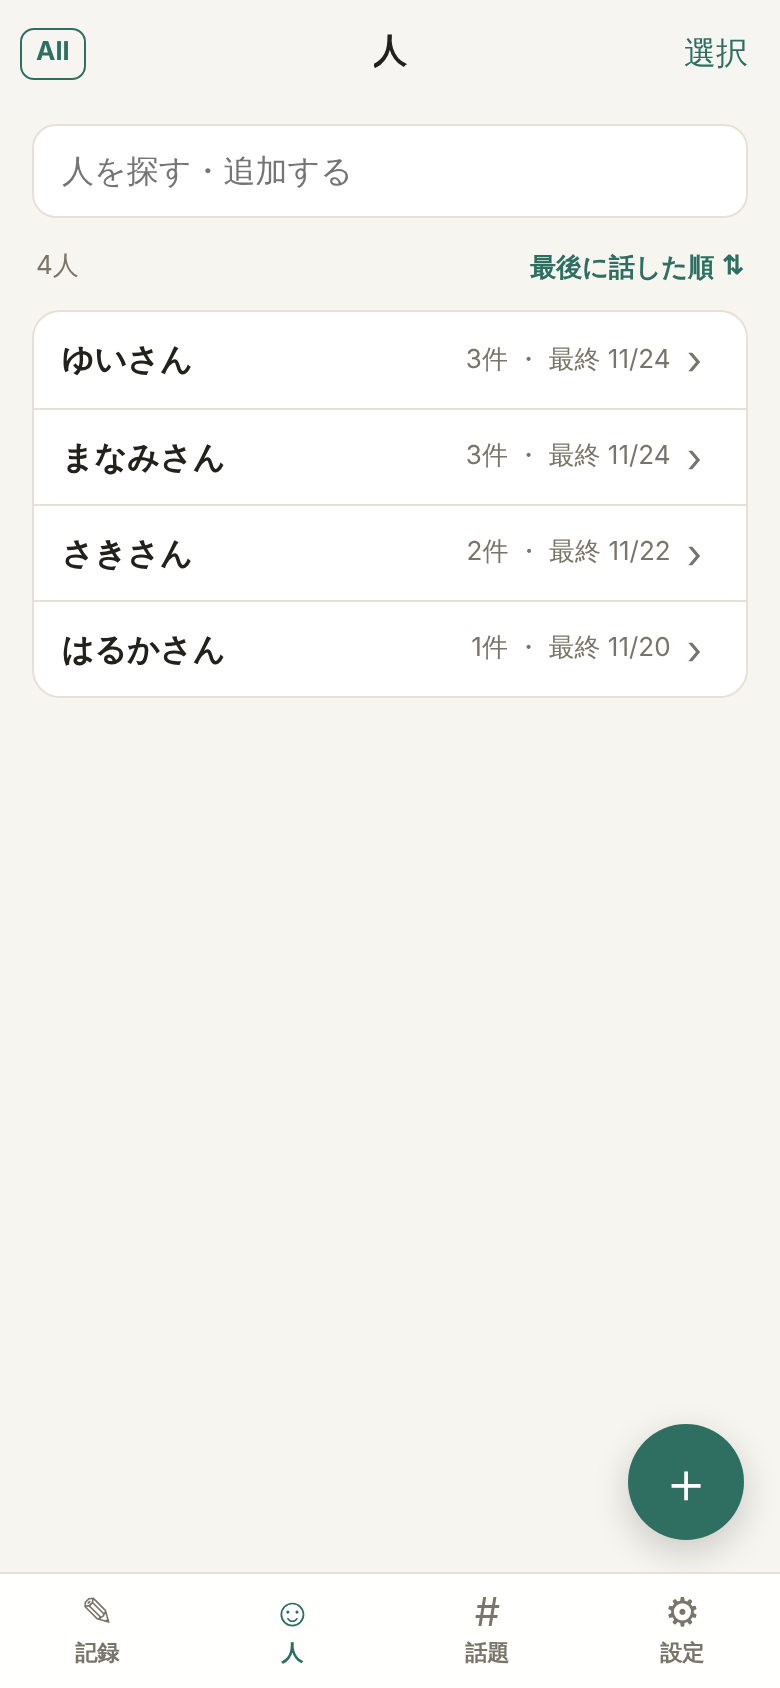 All 人 選択
人を探す・追加する
4人 最後に話した順 ⇅
ゆいさん 3件 ・ 最終 11/24 ›
まなみさん 3件 ・ 最終 11/24 ›
さきさん 2件 ・ 最終 11/22 ›
はるかさん 1件 ・ 最終 11/20 ›
+
✎ ☺ # ⚙
記録 人 話題 設定